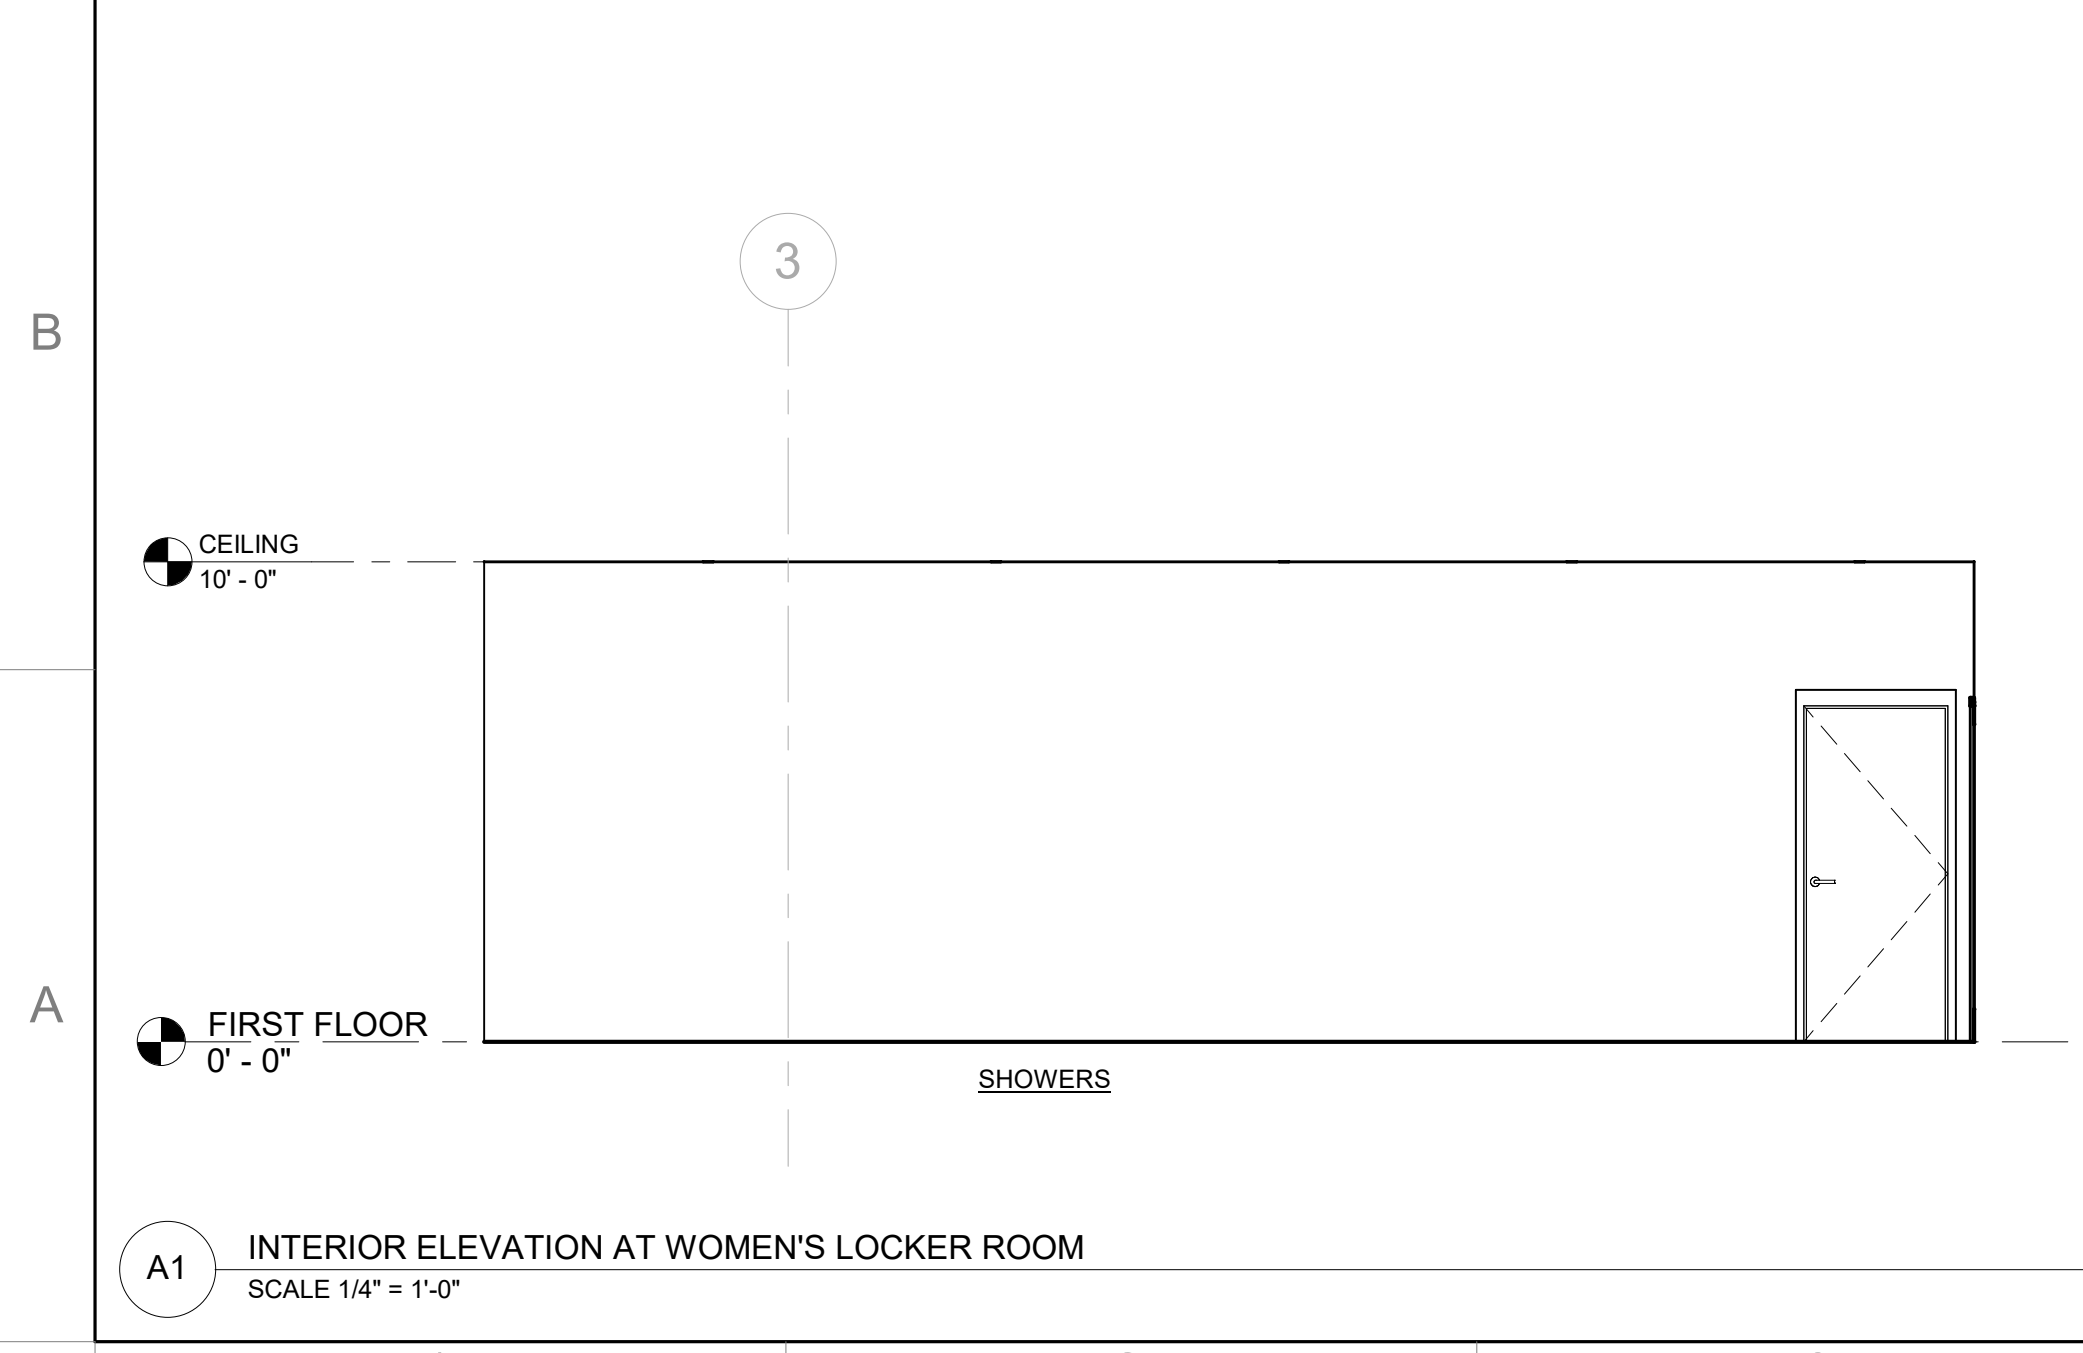 3
B
CEILING
10' - 0"
A
FIRST FLOOR
0' - 0"
SHOWERS
A1
INTERIOR ELEVATION AT WOMEN'S LOCKER ROOM
SCALE 1/4" = 1'-0"